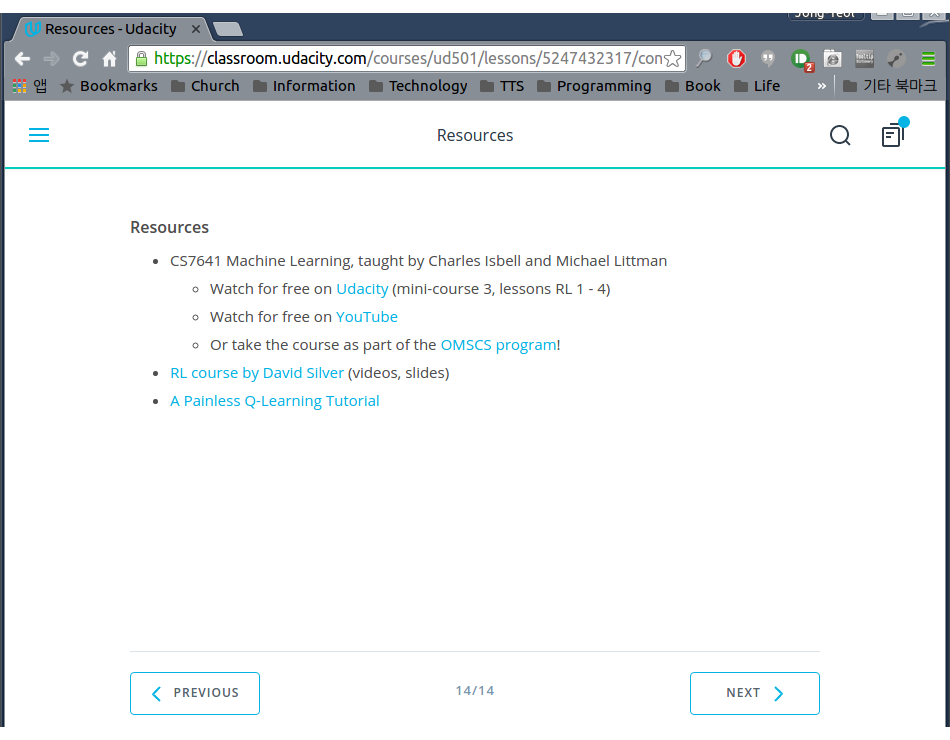 Jong Yeol
Resources - Udacity
https://classroom.udacity.com/courses/ud501/lessons/5247432317/con
2
앱 Bookmarks Church Information Technology TTS Programming Book Life » 기타 북마크
Resources
Resources
• CS7641 Machine Learning, taught by Charles Isbell and Michael Littman
◦ Watch for free on Udacity (mini-course 3, lessons RL 1 - 4)
◦ Watch for free on YouTube
◦ Or take the course as part of the OMSCS program!
• RL course by David Silver (videos, slides)
• A Painless Q-Learning Tutorial
PREVIOUS 14/14 NEXT